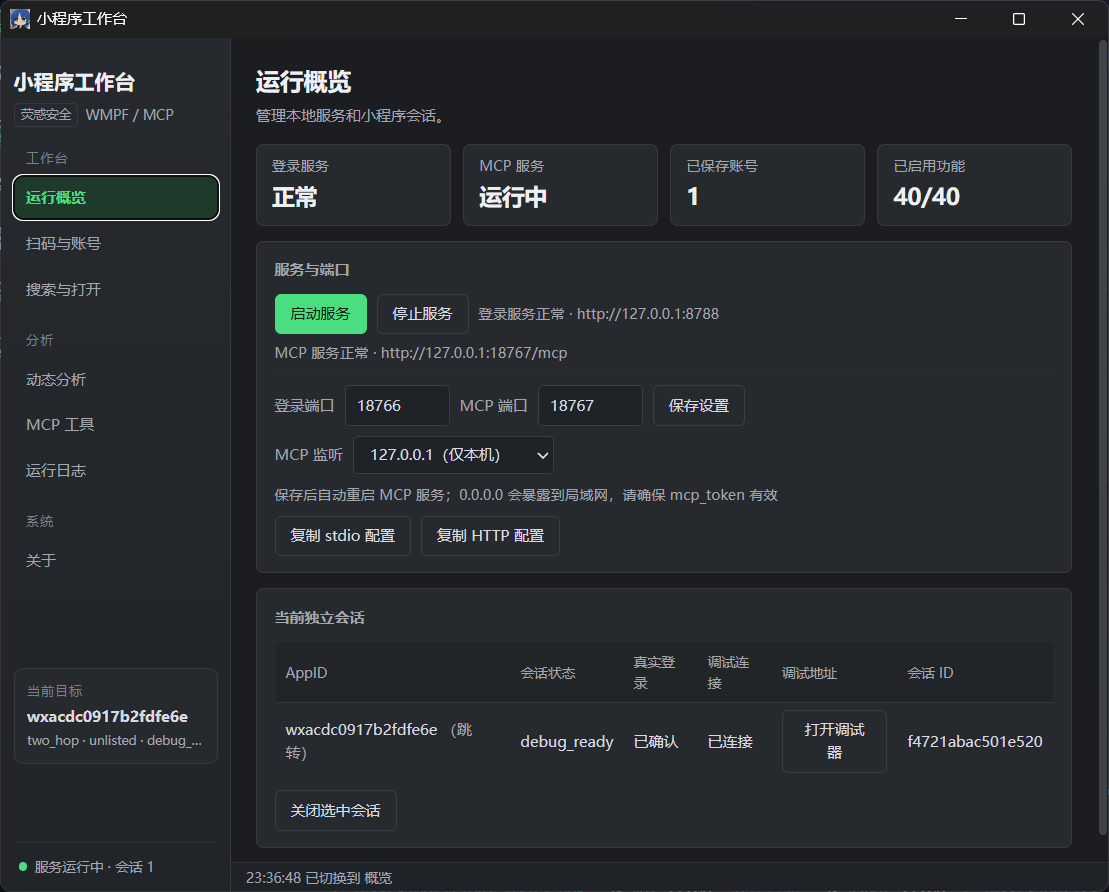 小程序工作台
小程序工作台
荧惑安全 WMPF / MCP
工作台
运行概览
扫码与账号
搜索与打开
分析
动态分析
MCP 工具
运行日志
系统
关于
当前目标
wxacdc0917b2fdfe6e
two_hop · unlisted · debug_...
服务运行中 · 会话 1
运行概览
管理本地服务和小程序会话。
登录服务
正常
MCP 服务
运行中
已保存账号
1
已启用功能
40/40
服务与端口
启动服务 停止服务 登录服务正常 · http://127.0.0.1:8788
MCP 服务正常 · http://127.0.0.1:18767/mcp
登录端口 18766 MCP 端口 18767 保存设置
MCP 监听 127.0.0.1（仅本机）
保存后自动重启 MCP 服务；0.0.0.0 会暴露到局域网，请确保 mcp_token 有效
复制 stdio 配置 复制 HTTP 配置
当前独立会话
AppID 会话状态 真实登录 调试连接 调试地址 会话 ID
wxacdc0917b2fdfe6e （跳转） debug_ready 已确认 已连接 打开调试器 f4721abac501e520
关闭选中会话
23:36:48 已切换到 概览